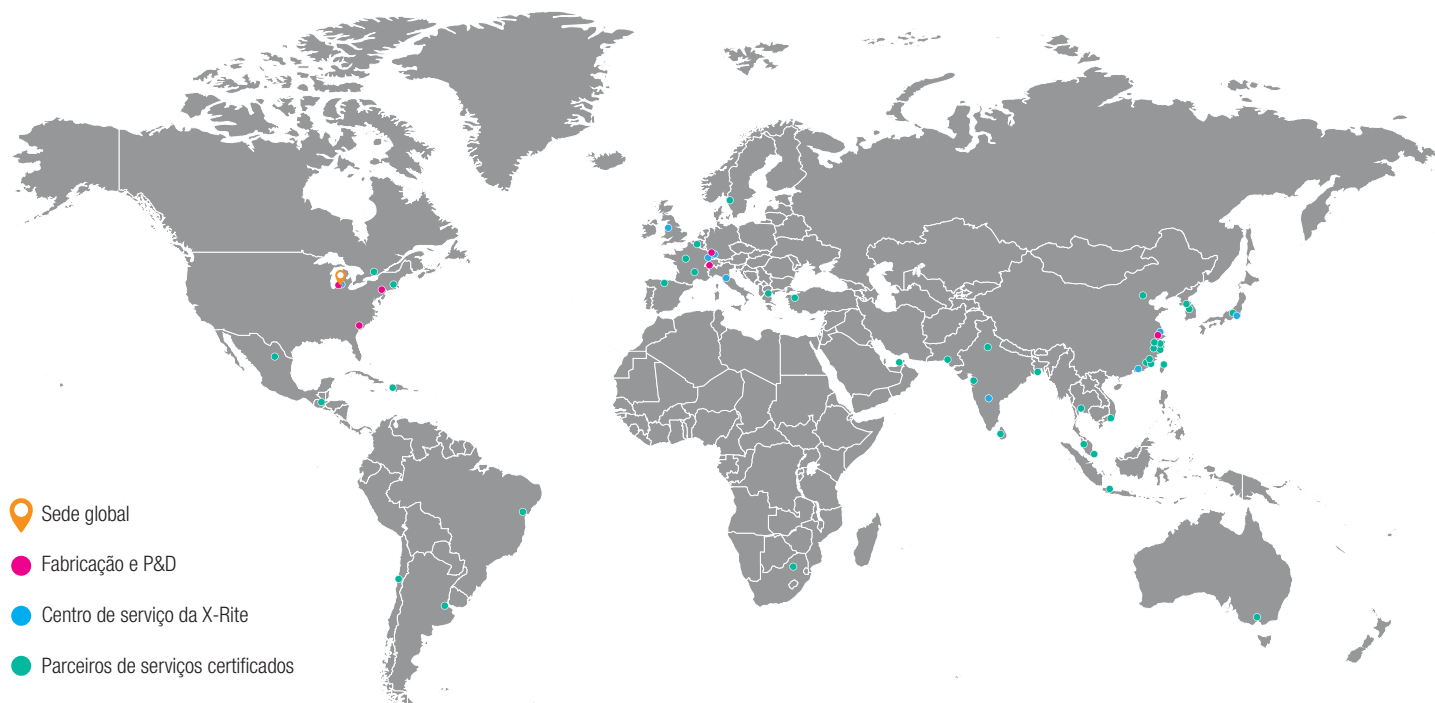 Sede global
Fabricação e P&D
Centro de serviço da X-Rite
Parceiros de serviços certificados